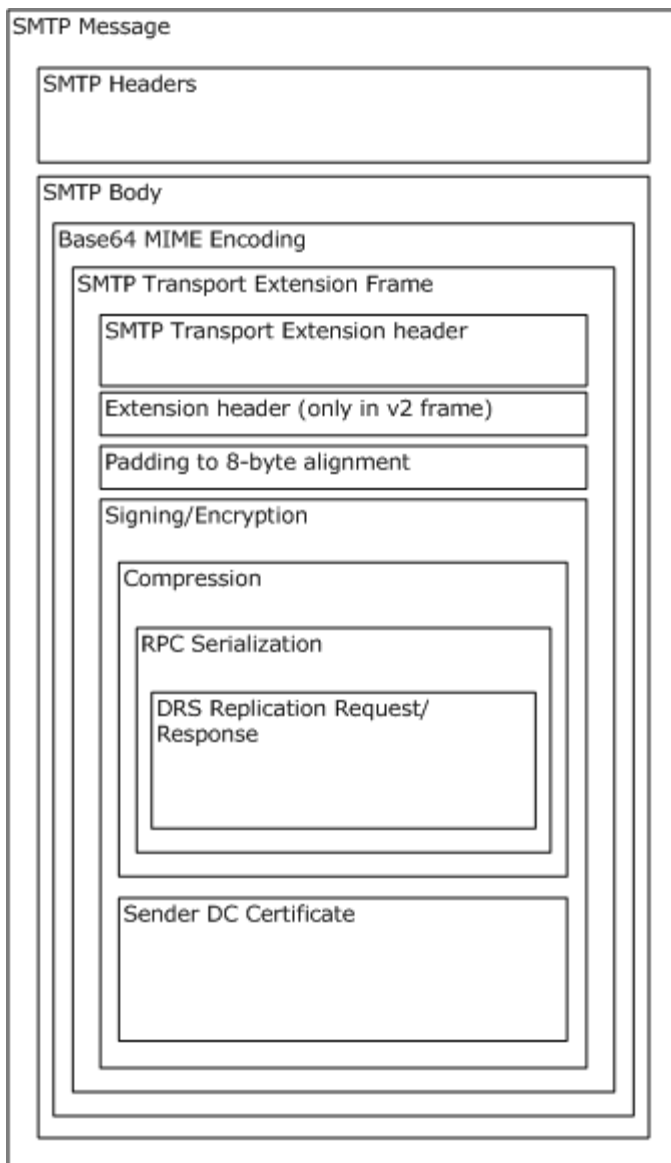 SMTP Message
SMTP Headers
SMTP Body
Base64 MIME Encoding
SMTP Transport Extension Frame
SMTP Transport Extension header
Extension header (only in v2 frame)
Padding to 8-byte alignment
Signing/Encryption
Compression
RPC Serialization
DRS Replication Request/
Response
Sender DC Certificate